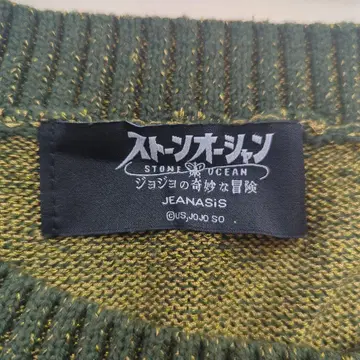 ストーンオーシャン
STONE OCEAN
ジョジョの奇妙な冒険
JEANASiS
©US,JOJO SO